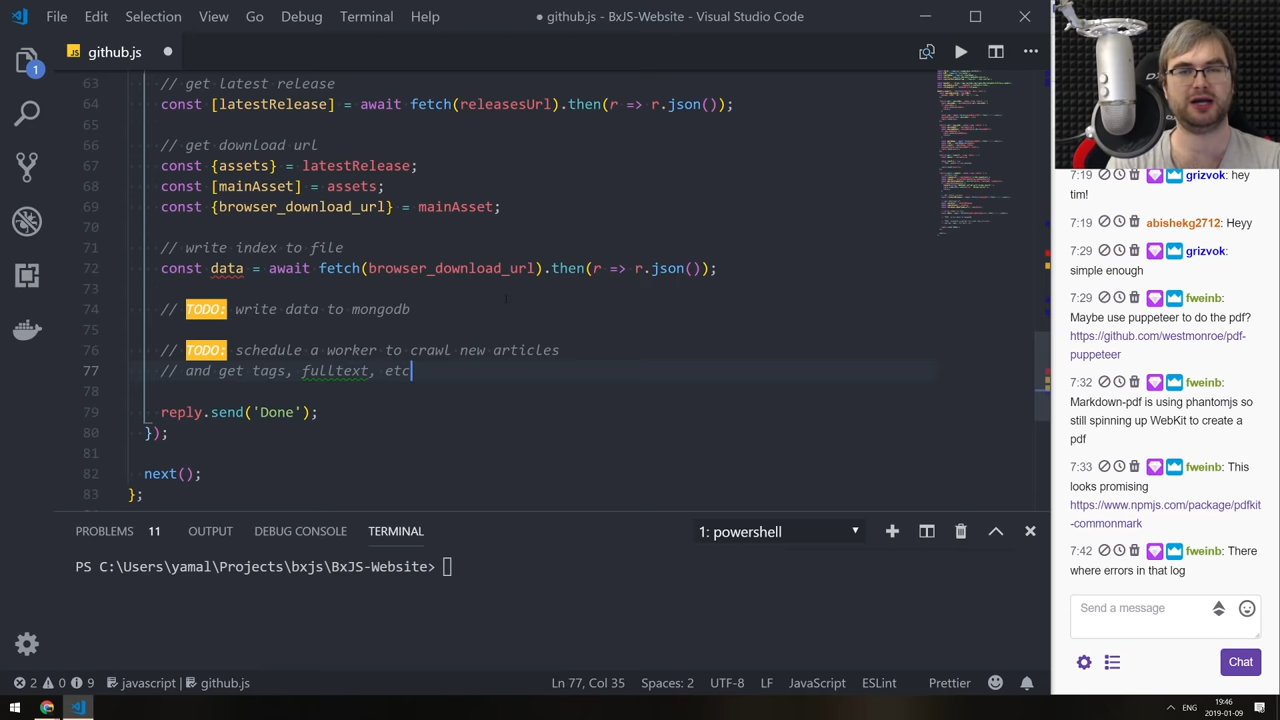 File Edit Selection View Go Debug Terminal Help
● github.js - BxJS-Website - Visual Studio Code
JS github.js ●
63 // get latest release
64 const [latestRelease] = await fetch(releasesUrl).then(r => r.json());
65
66 // get download url
67 const {assets} = latestRelease;
68 const [mainAsset] = assets;
69 const {browser_download_url} = mainAsset;
70
71 // write index to file
72 const data = await fetch(browser_download_url).then(r => r.json());
73
74 // TODO: write data to mongodb
75
76 // TODO: schedule a worker to crawl new articles
77 // and get tags, fulltext, etc
78
79 reply.send('Done');
80 });
81
82 next();
83 };
PROBLEMS 11 OUTPUT DEBUG CONSOLE TERMINAL
1: powershell
PS C:\Users\yamal\Projects\bxjs\BxJS-Website>
2 0 9 javascript github.js
Ln 77, Col 35 Spaces: 2 UTF-8 LF JavaScript ESLint Prettier
7:19 grizvok: hey
tim!
7:19 abishekg2712: Heyy
7:29 grizvok:
simple enough
7:29 fweinb:
Maybe use puppeteer to do the pdf?
https://github.com/westmonroe/pdf-
puppeteer
7:32 fweinb:
Markdown-pdf is using phantomjs so
still spinning up WebKit to create a
pdf
7:33 fweinb: This
looks promising
https://www.npmjs.com/package/pdfkit
-commonmark
7:42 fweinb: There
where errors in that log
Send a message
Chat
ENG
19:46
2019-01-09
1